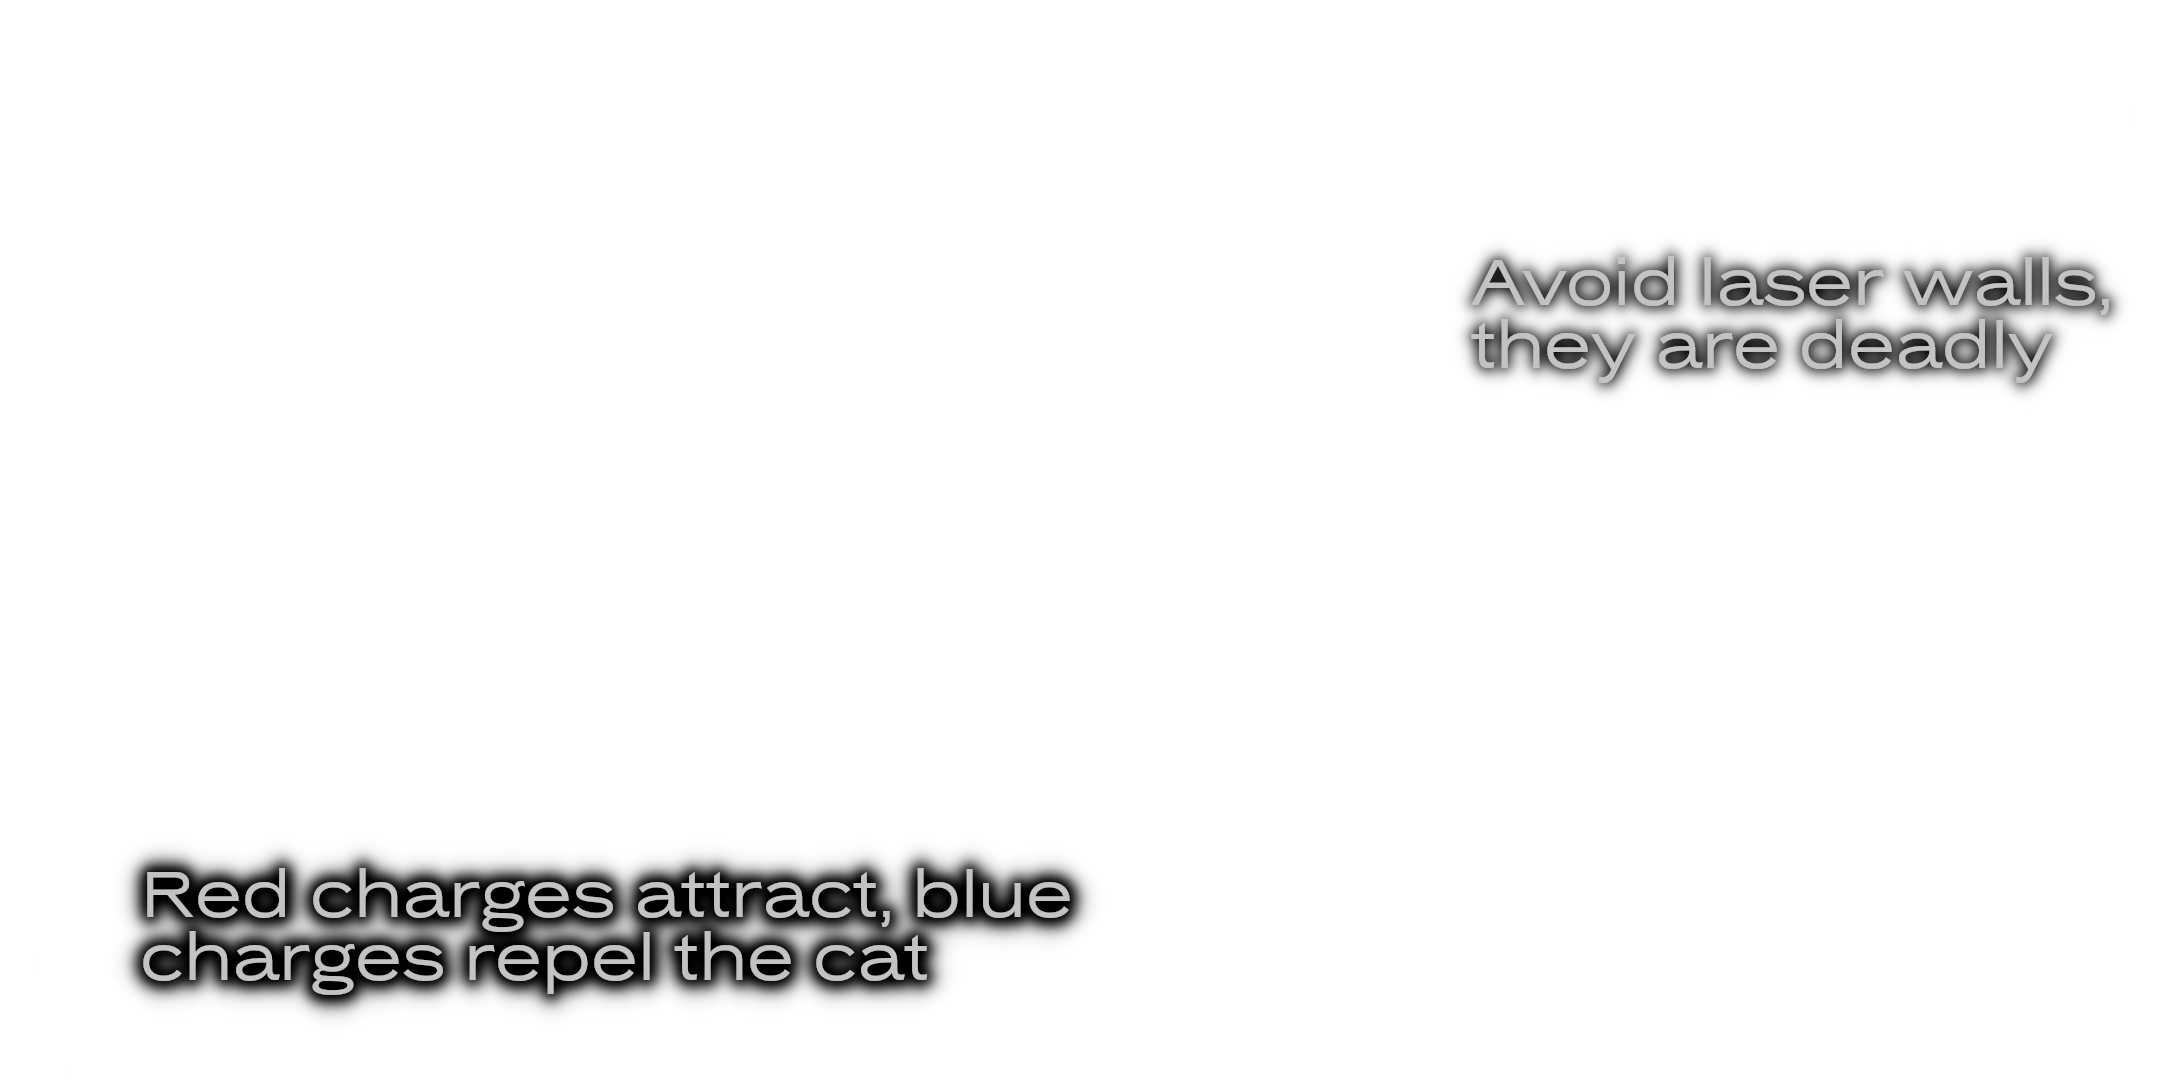 Avoid laser walls,
they are deadly
Red charges attract, blue
charges repel the cat